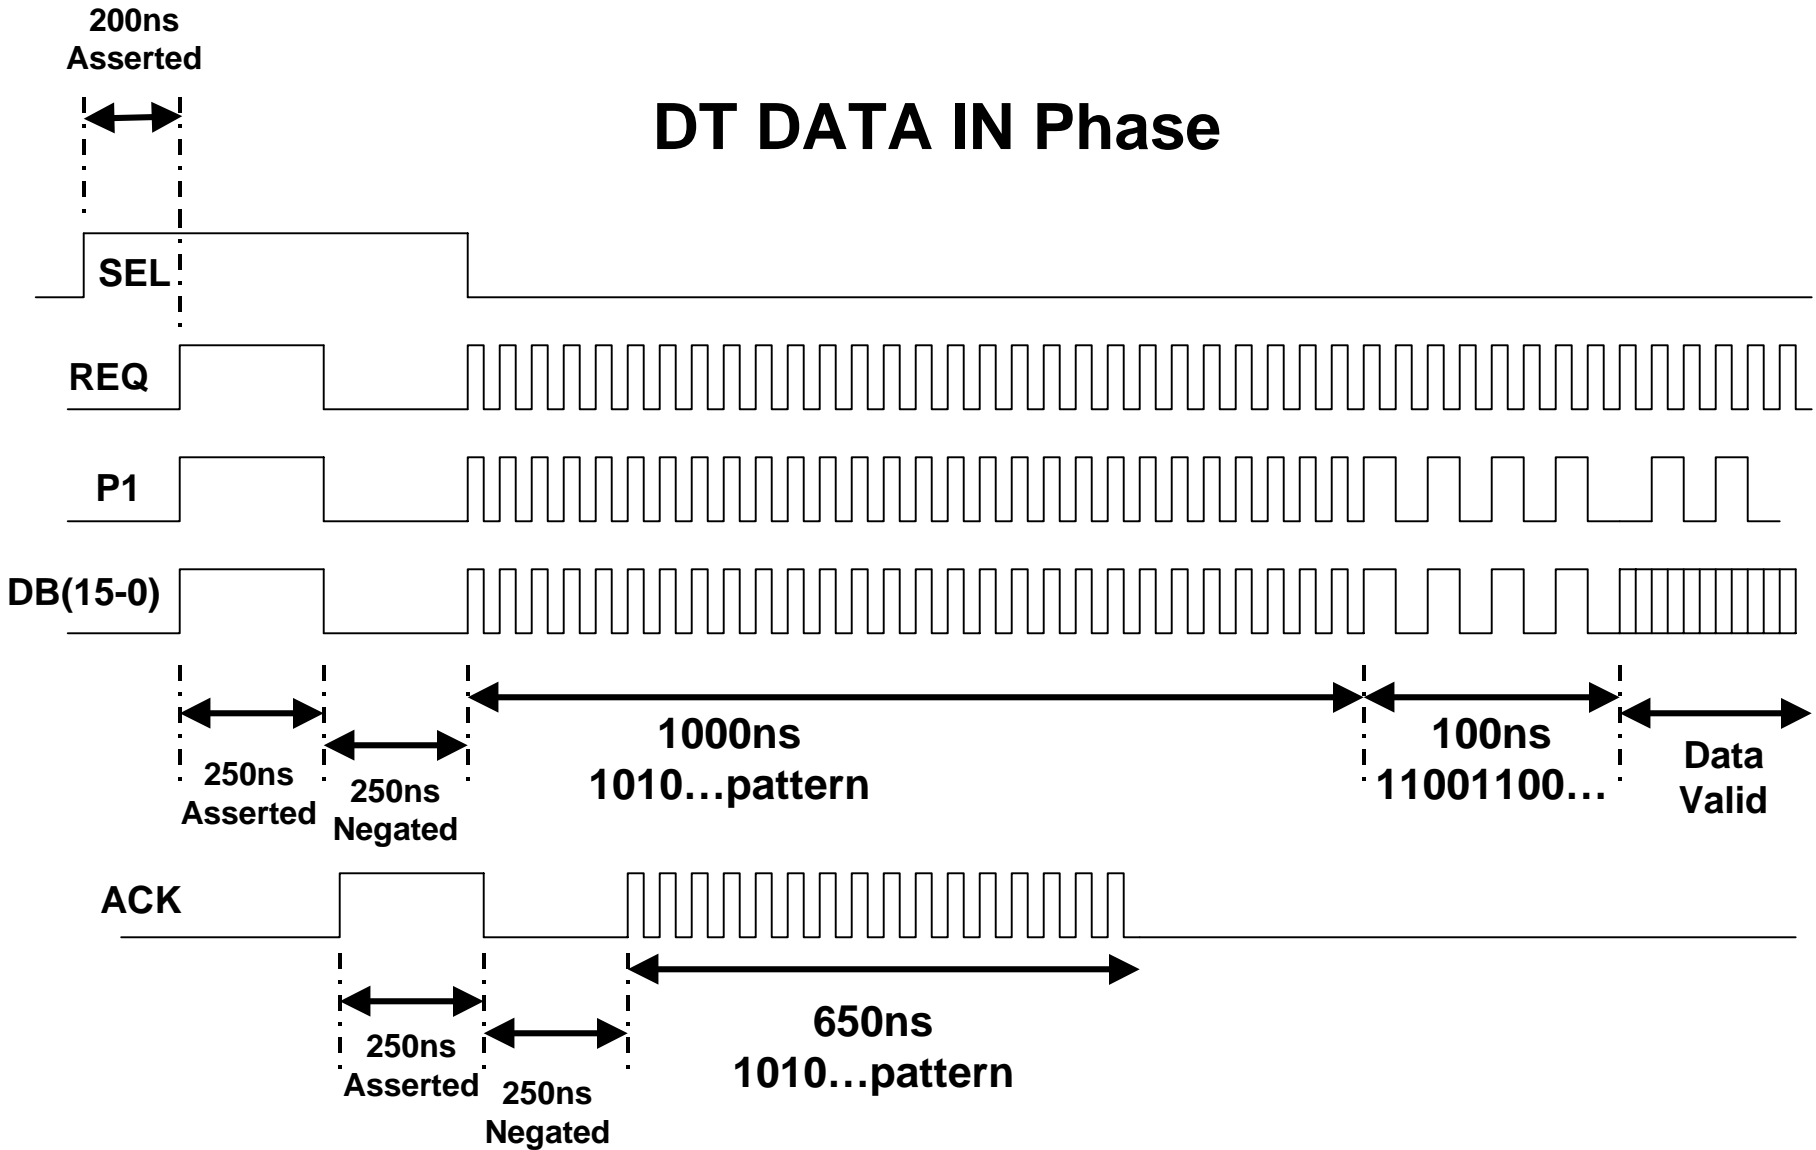 200ns
Asserted
DT DATA IN Phase
SEL
REQ
P1
DB(15-0)
250ns
Asserted
250ns
Negated
1000ns
1010…pattern
100ns
11001100…
Data
Valid
ACK
250ns
Asserted
250ns
Negated
650ns
1010…pattern